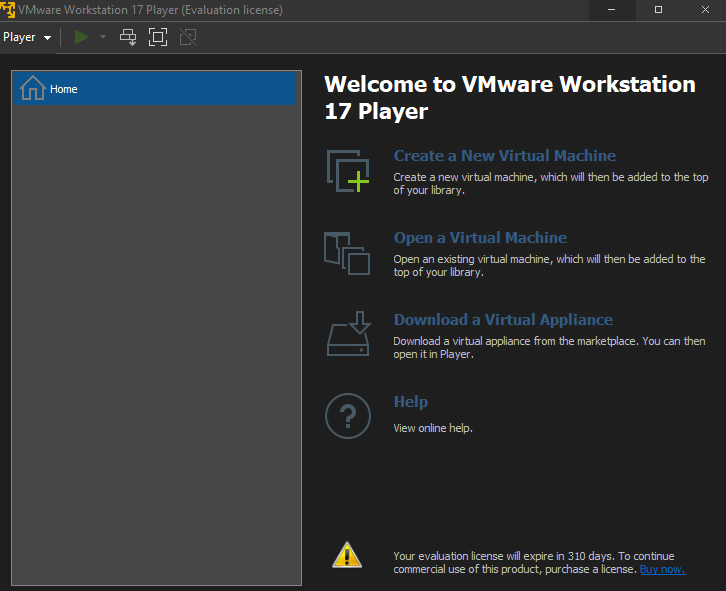 VMware Workstation 17 Player (Evaluation license)
Player
Home
Welcome to VMware Workstation
17 Player
Create a New Virtual Machine
Create a new virtual machine, which will then be added to the top
of your library.
Open a Virtual Machine
Open an existing virtual machine, which will then be added to the
top of your library.
Download a Virtual Appliance
Download a virtual appliance from the marketplace. You can then
open it in Player.
?
Help
View online help.
Your evaluation license will expire in 310 days. To continue
commercial use of this product, purchase a license. Buy now.